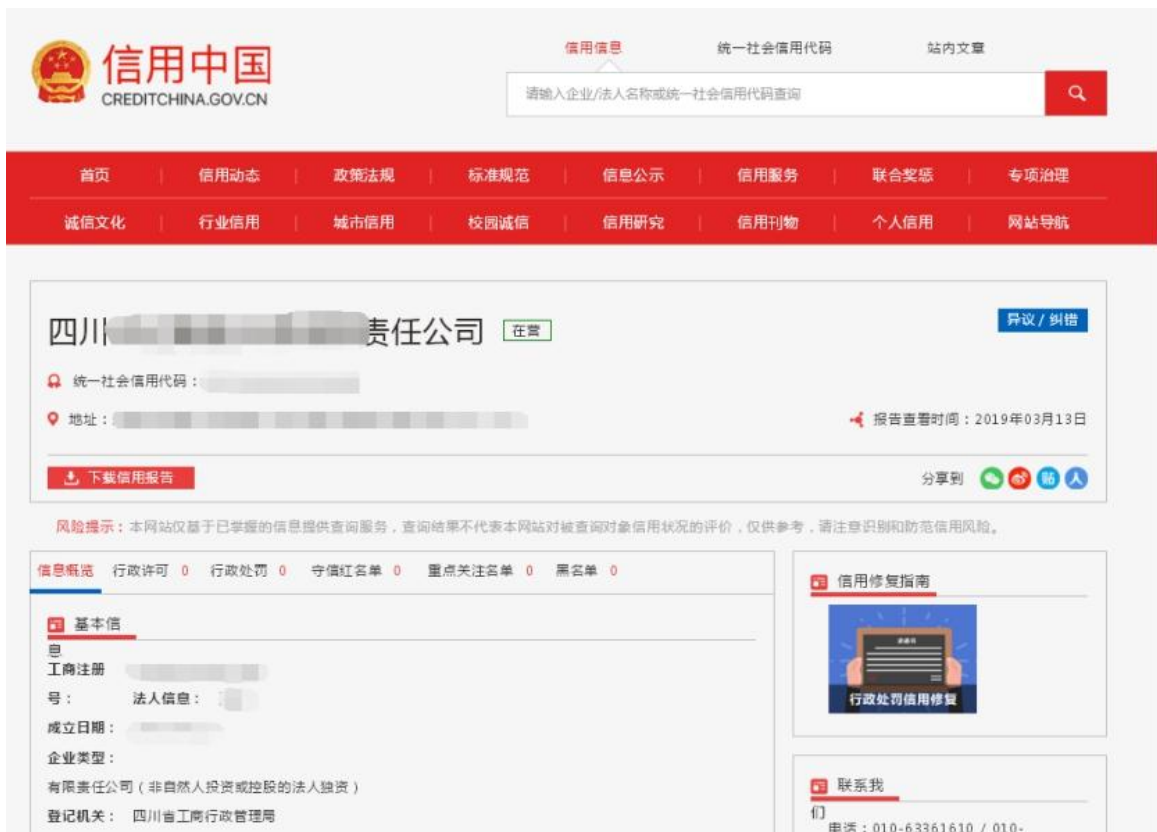 信用中国
CREDITCHINA.GOV.CN
信用信息 统一社会信用代码 站内文章
请输入企业/法人名称或统一社会信用代码查询
首页 信用动态 政策法规 标准规范 信息公示 信用服务 联合奖惩 专项治理
诚信文化 行业信用 城市信用 校园诚信 信用研究 信用刊物 个人信用 网站导航
四川 责任公司 在营 异议 / 纠错
统一社会信用代码：
地址： 报告查看时间：2019年03月13日
下载信用报告 分享到 贴 人
风险提示：本网站仅基于已掌握的信息提供查询服务，查询结果不代表本网站对被查询对象信用状况的评价，仅供参考，请注意识别和防范信用风险。
信息概览 行政许可 0 行政处罚 0 守信红名单 0 重点关注名单 0 黑名单 0
基本信
息
工商注册
号： 法人信息：
成立日期：
企业类型：
有限责任公司（非自然人投资或控股的法人独资）
登记机关： 四川省工商行政管理局
信用修复指南
行政处罚信用修复
联系我
们
电话：010-63361610 / 010-